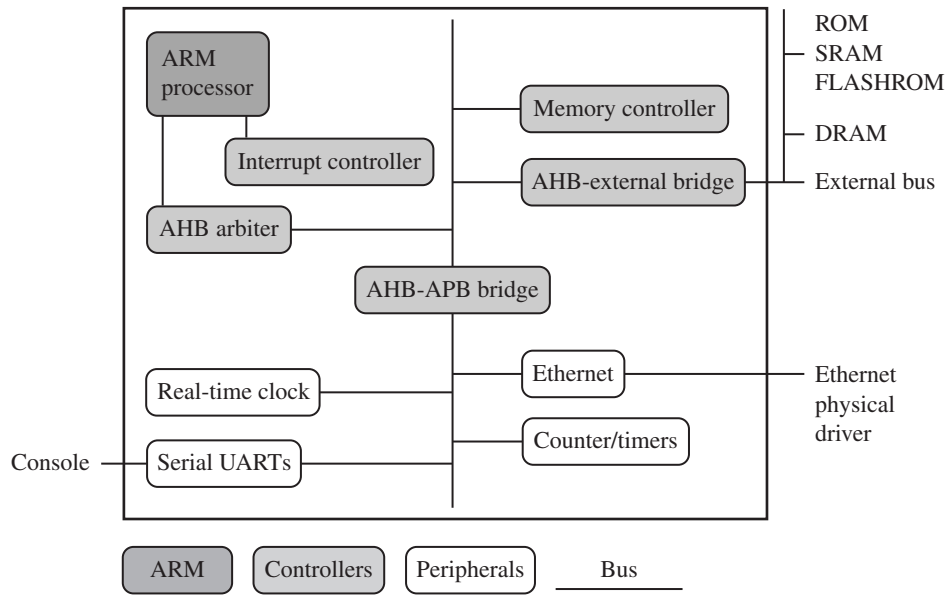 ARM
processor
Interrupt controller
AHB arbiter
Memory controller
AHB-external bridge
ROM
SRAM
FLASHROM
DRAM
External bus
AHB-APB bridge
Real-time clock
Ethernet
Ethernet
physical
driver
Console
Serial UARTs
Counter/timers
ARM
Controllers
Peripherals
Bus